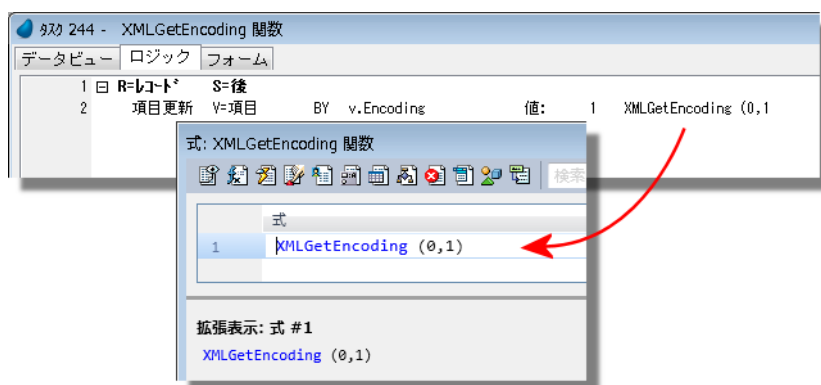 タスク 244 - XMLGetEncoding 関数
データビュー ロジック フォーム
1 R=レコード S=後
2 項目更新 V=項目 BY v.Encoding 値: 1 XMLGetEncoding (0,1
式: XMLGetEncoding 関数
検索
式
1 XMLGetEncoding (0,1)
拡張表示: 式 #1
XMLGetEncoding (0,1)